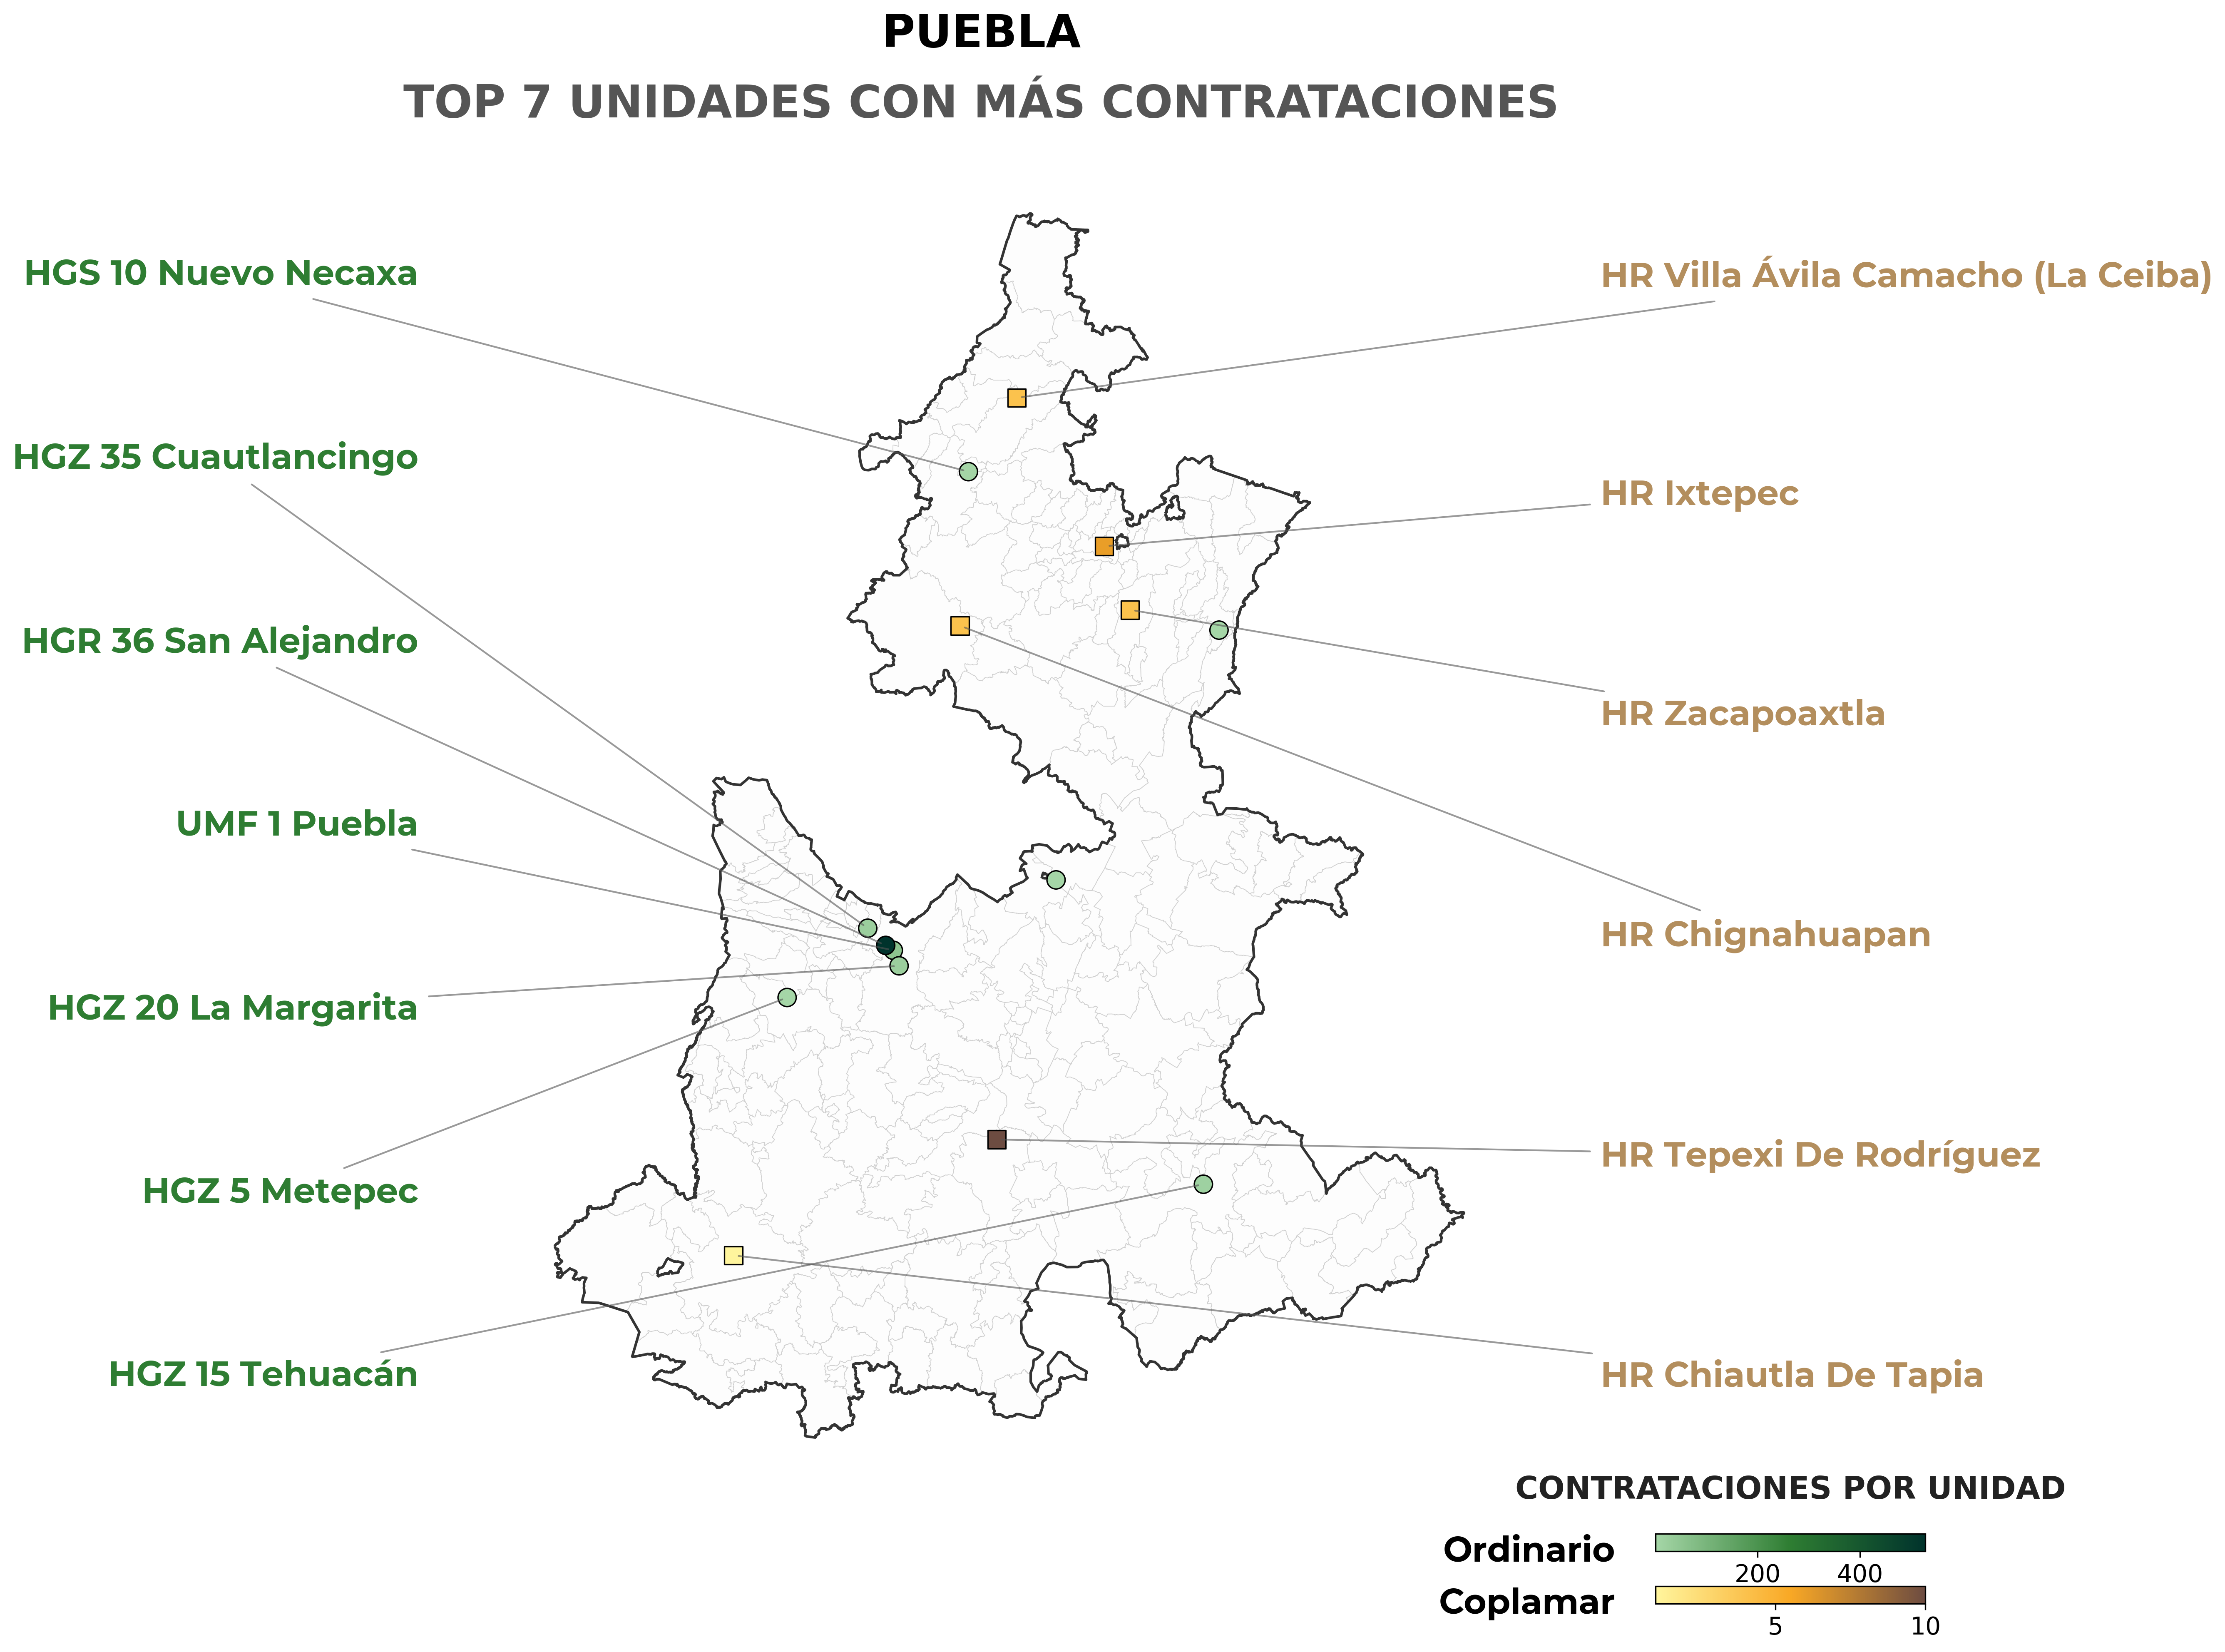 PUEBLA
TOP 7 UNIDADES CON MÁS CONTRATACIONES
HGS 10 Nuevo Necaxa
HGZ 35 Cuautlancingo
HGR 36 San Alejandro
UMF 1 Puebla
HGZ 20 La Margarita
HGZ 5 Metepec
HGZ 15 Tehuacán
HR Villa Ávila Camacho (La Ceiba)
HR Ixtepec
HR Zacapoaxtla
HR Chignahuapan
HR Tepexi De Rodríguez
HR Chiautla De Tapia
CONTRATACIONES POR UNIDAD
Ordinario
200 400
Coplamar
5 10